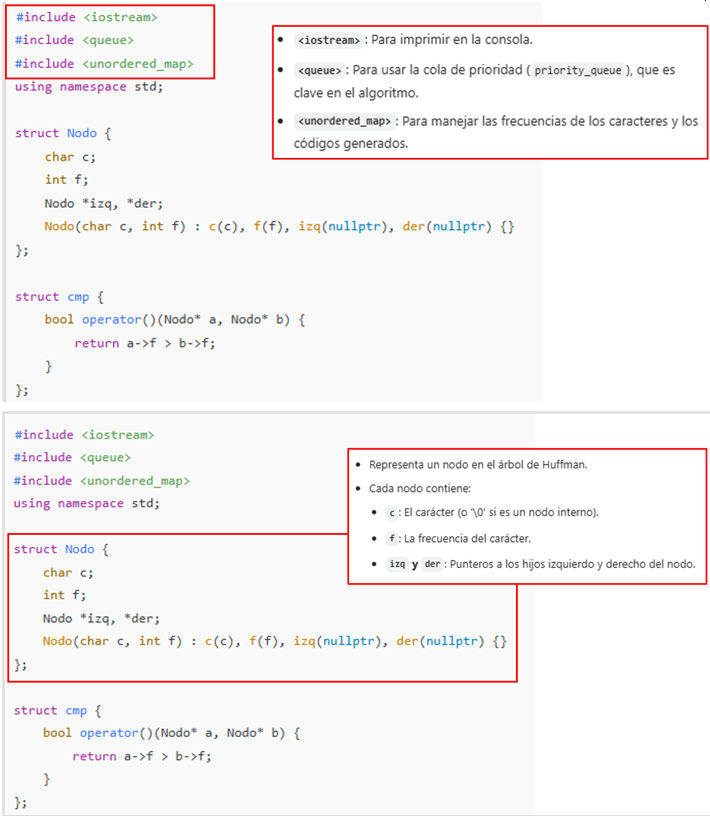 #include <iostream>
#include <queue>
#include <unordered_map>
using namespace std;
struct Nodo {
    char c;
    int f;
    Nodo *izq, *der;
    Nodo(char c, int f) : c(c), f(f), izq(nullptr), der(nullptr) {}
};
struct cmp {
    bool operator()(Nodo* a, Nodo* b) {
        return a->f > b->f;
    }
};
• <iostream> : Para imprimir en la consola.
• <queue> : Para usar la cola de prioridad ( priority_queue ), que es
clave en el algoritmo.
• <unordered_map> : Para manejar las frecuencias de los caracteres y los
códigos generados.
#include <iostream>
#include <queue>
#include <unordered_map>
using namespace std;
struct Nodo {
    char c;
    int f;
    Nodo *izq, *der;
    Nodo(char c, int f) : c(c), f(f), izq(nullptr), der(nullptr) {}
};
struct cmp {
    bool operator()(Nodo* a, Nodo* b) {
        return a->f > b->f;
    }
};
• Representa un nodo en el árbol de Huffman.
• Cada nodo contiene:
• c : El carácter (o '\0' si es un nodo interno).
• f : La frecuencia del carácter.
• izq y der : Punteros a los hijos izquierdo y derecho del nodo.